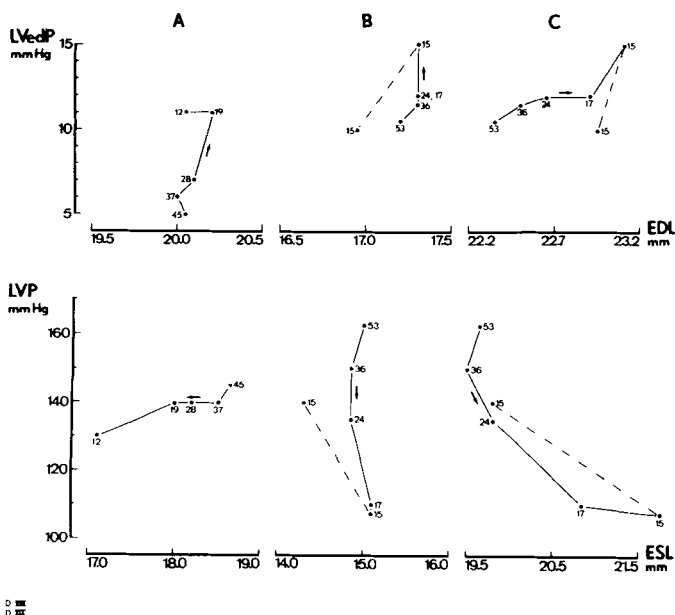 A B C
LVedP
mm Hg
15
10
5
12 19
28
37
45
15
24, 17
36
15 53
15
17
24
36
53
15
19.5 20.0 20.5
16.5 17.0 17.5
22.2 22.7 23.2
EDL
mm
LVP
mm Hg
160
140
120
100
45
19 28 37
12
53
36
24
15
17
15
53
36
15
24
17
15
17.0 18.0 19.0
14.0 15.0 16.0
19.5 20.5 21.5
ESL
mm
D
D